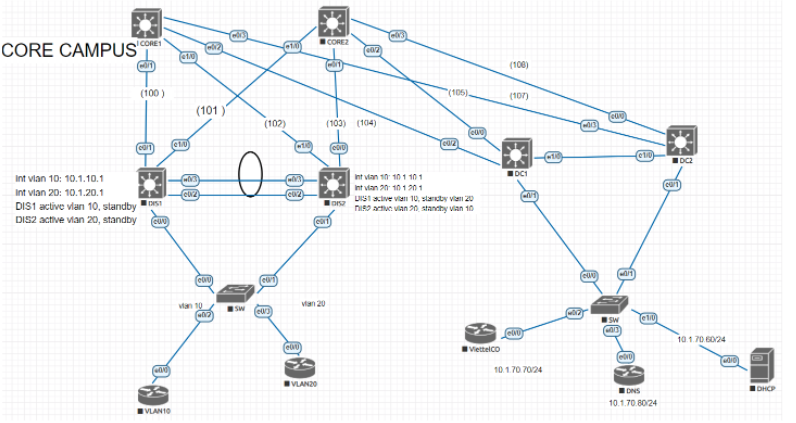 CORE CAMPUS
CORE1
CORE2
e0/3
e0/2
e0/1
e1/0
e1/0
e0/1
e0/2
e0/3
(100 )
(101 )
(102)
(103)
(104)
(105)
(107)
(108)
e0/1
e1/0
e1/0
e0/0
e0/2
e0/0
e0/3
e0/0
Int vlan 10: 10.1.10.1
Int vlan 20: 10.1.20.1
DIS1 active vlan 10, standby
DIS2 active vlan 20, standby
DIS1
e0/3
e0/2
e0/0
e0/3
e0/2
e0/1
DIS2
Int vlan 10: 10.1.10.1
Int vlan 20: 10.1.20.1
DIS1 active vlan 10, standby vlan 20
DIS2 active vlan 20, standby vlan 10
DC1
e1/0
e0/1
e1/0
e0/1
DC2
e0/0
e0/1
SW
vlan 10
vlan 20
e0/2
e0/3
e0/0
VLAN10
e0/0
VLAN20
e0/0
e0/1
SW
e0/2
e0/3
e1/0
e0/0
ViettelCO
10.1.70.70/24
e0/0
DNS
10.1.70.80/24
10.1.70.60/24
e0/0
DHCP